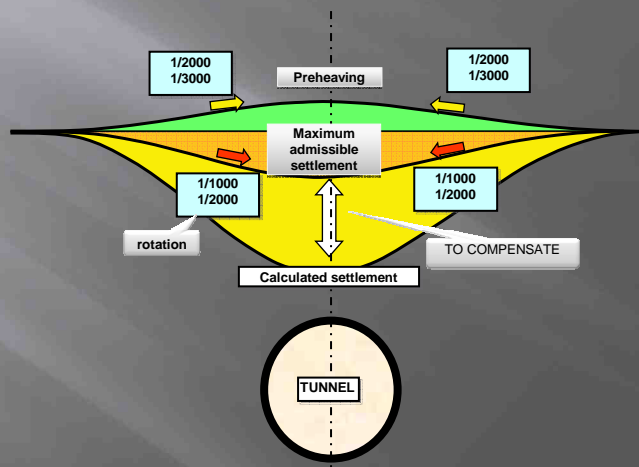 1/2000
1/3000
1/2000
1/3000
Preheaving
Maximum
admissible
settlement
1/1000
1/2000
1/1000
1/2000
rotation
TO COMPENSATE
Calculated settlement
TUNNEL